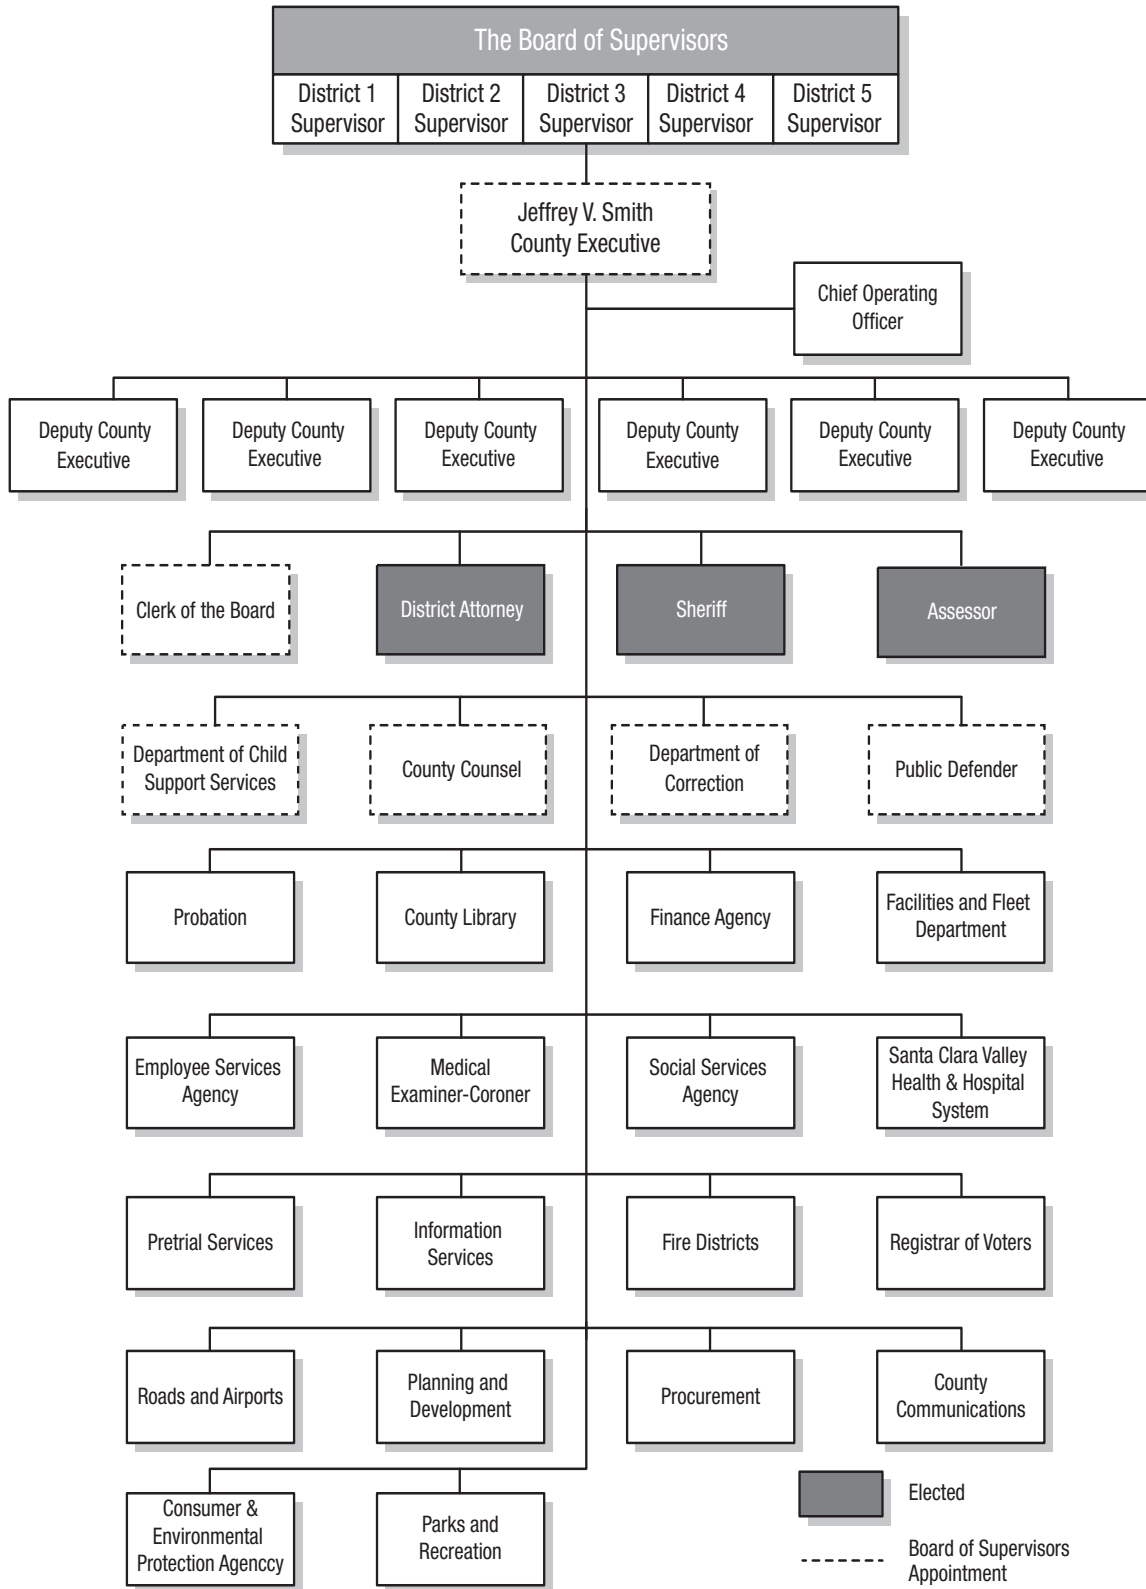 The Board of Supervisors
District 1
Supervisor
District 2
Supervisor
District 3
Supervisor
District 4
Supervisor
District 5
Supervisor
Jeffrey V. Smith
County Executive
Chief Operating
Officer
Deputy County
Executive
Deputy County
Executive
Deputy County
Executive
Deputy County
Executive
Deputy County
Executive
Deputy County
Executive
Clerk of the Board
District Attorney
Sheriff
Assessor
Department of Child
Support Services
County Counsel
Department of
Correction
Public Defender
Probation
County Library
Finance Agency
Facilities and Fleet
Department
Employee Services
Agency
Medical
Examiner-Coroner
Social Services
Agency
Santa Clara Valley
Health & Hospital
System
Pretrial Services
Information
Services
Fire Districts
Registrar of Voters
Roads and Airports
Planning and
Development
Procurement
County
Communications
Consumer &
Environmental
Protection Agenccy
Parks and
Recreation
Elected
Board of Supervisors
Appointment